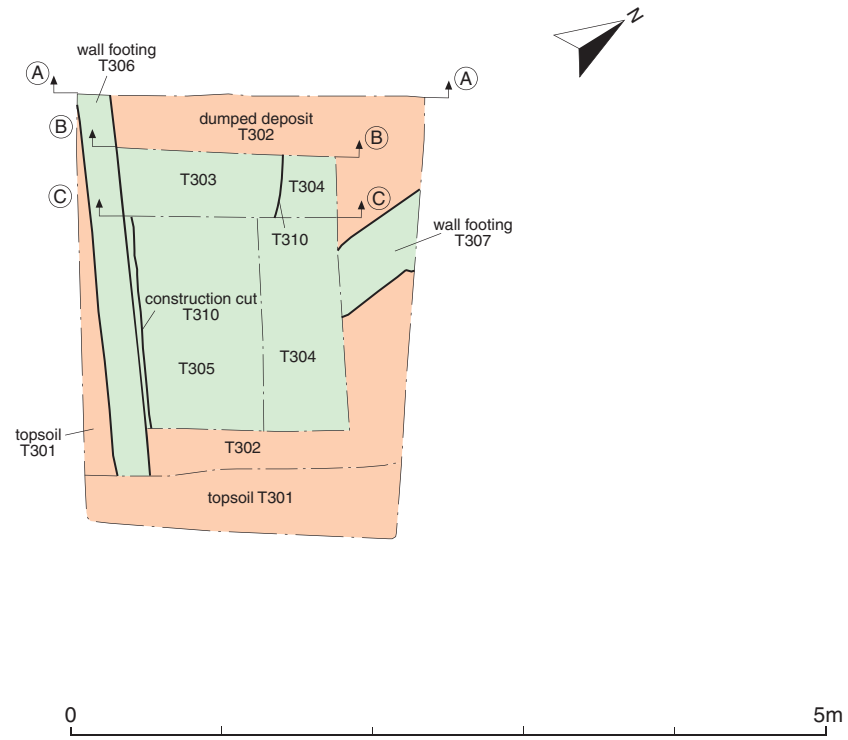 N
wall footing
T306
A
A
dumped deposit
T302
B
B
T303
T304
C
C
T310
wall footing
T307
construction cut
T310
T304
T305
topsoil
T301
T302
topsoil T301
0
5m